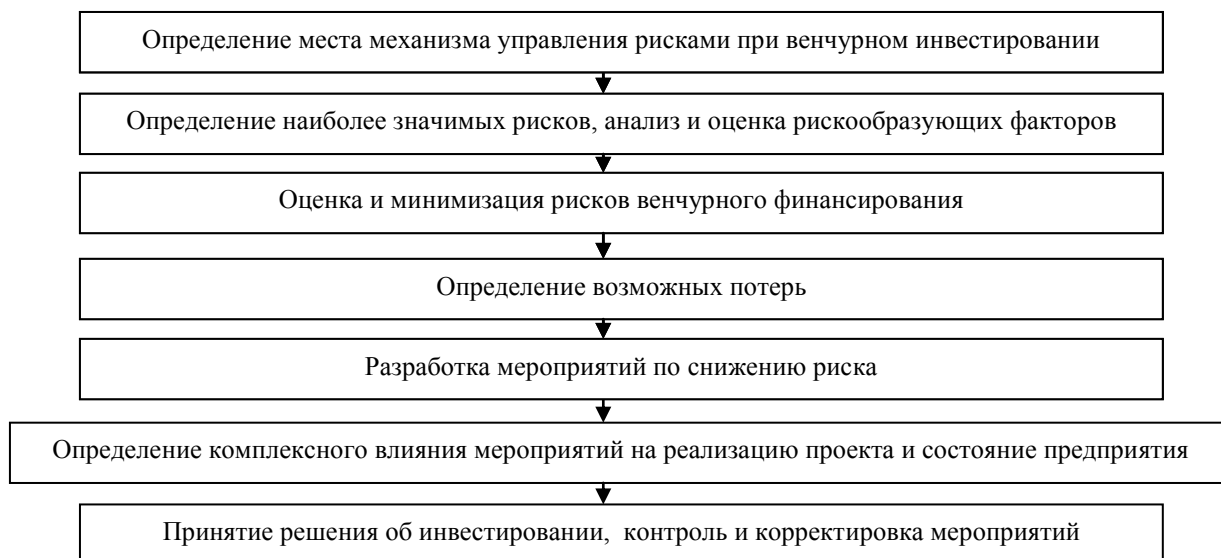 Определение места механизма управления рисками при венчурном инвестировании
Определение наиболее значимых рисков, анализ и оценка рискообразующих факторов
Оценка и минимизация рисков венчурного финансирования
Определение возможных потерь
Разработка мероприятий по снижению риска
Определение комплексного влияния мероприятий на реализацию проекта и состояние предприятия
Принятие решения об инвестировании, контроль и корректировка мероприятий